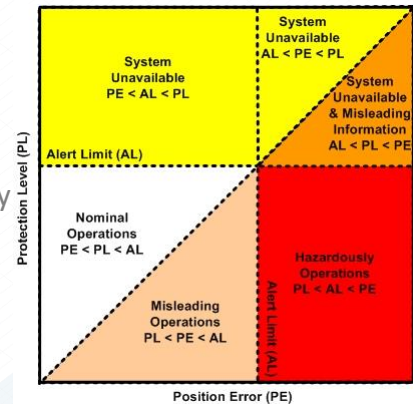 System
Unavailable
AL < PE < PL
System
Unavailable
PE < AL < PL
System
Unavailable
& Misleading
Information
AL < PL < PE
Alert Limit (AL)
Protection Level (PL)
y
Nominal
Operations
PE < PL < AL
Hazardously
Operations
PL < AL < PE
Misleading
Operations
PL < PE < AL
Alert Limit (AL)
Position Error (PE)